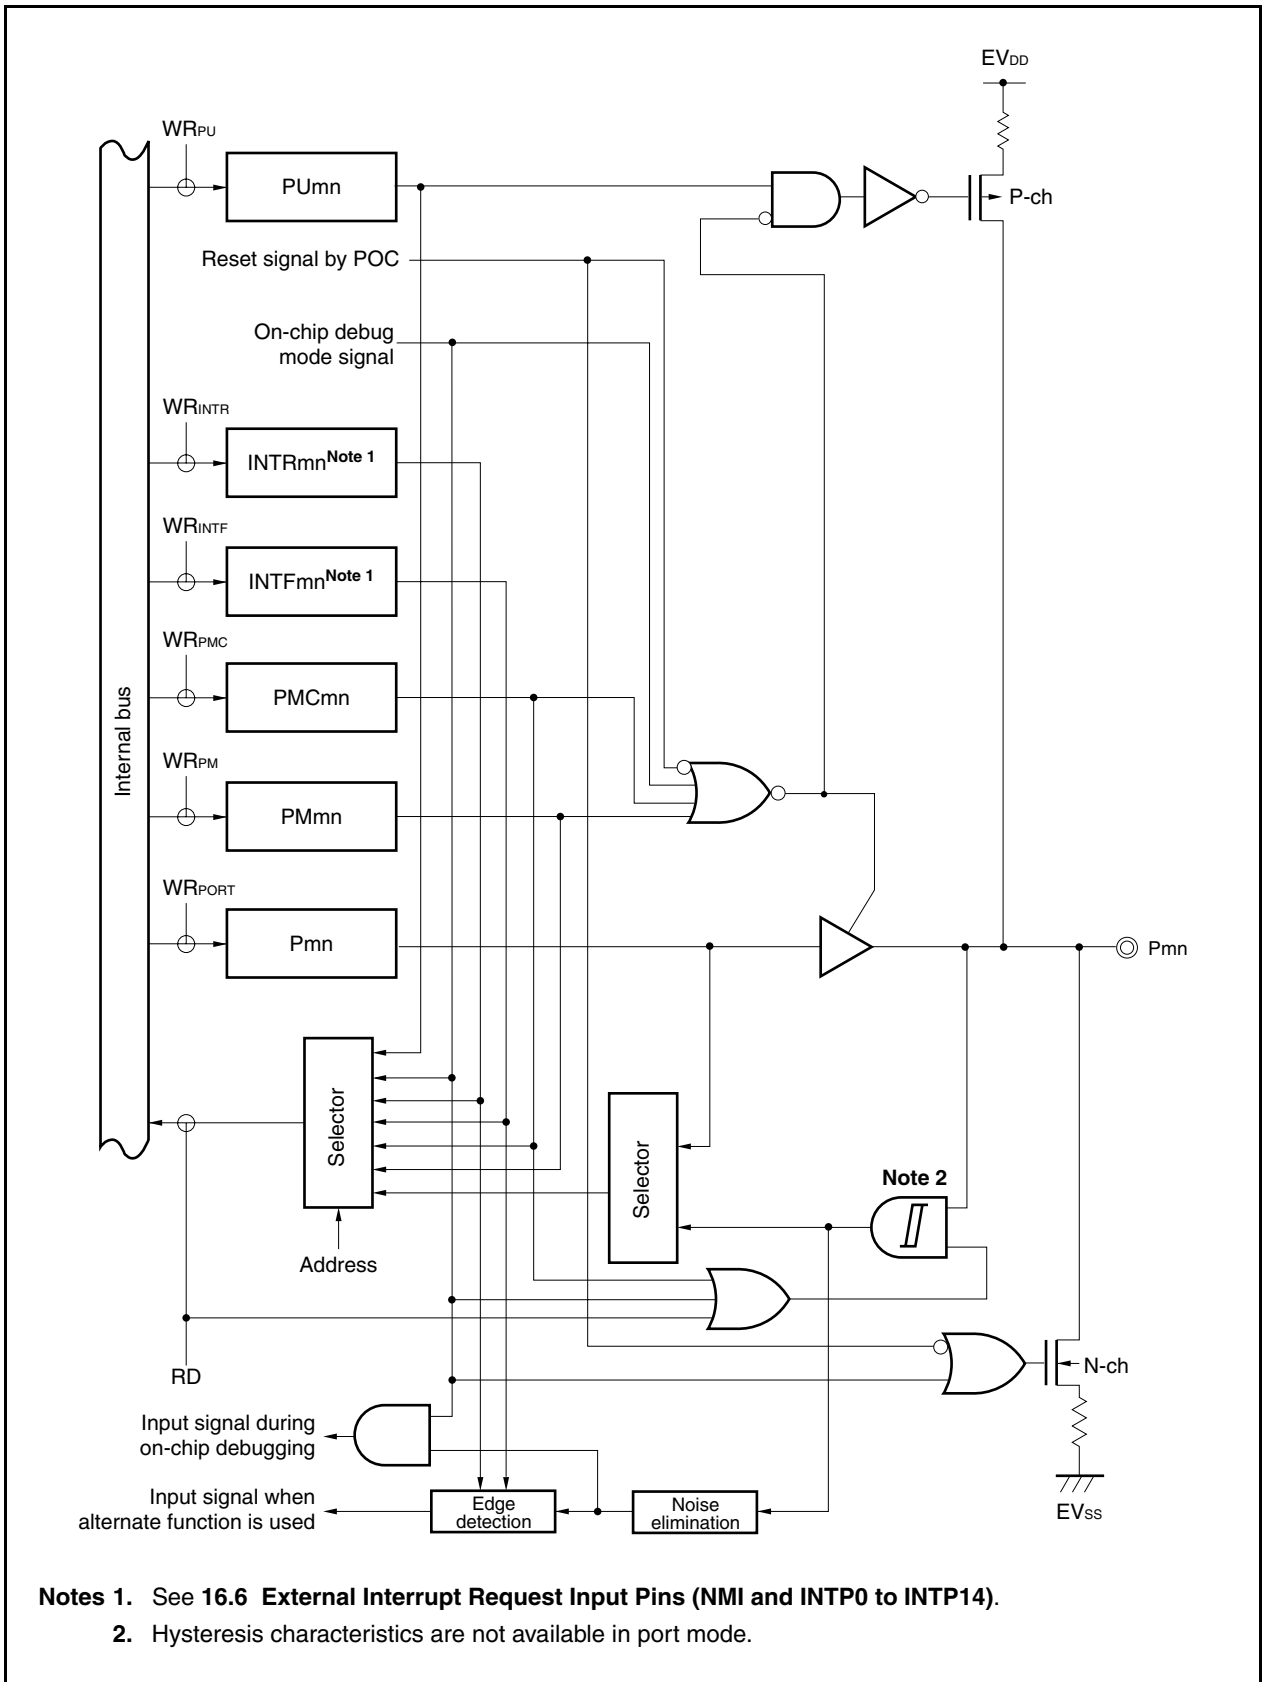 EVDD
WRPU
PUmn
P-ch
Reset signal by POC
On-chip debug
mode signal
WRINTR
INTRmnNote 1
WRINTF
INTFmnNote 1
WRPMC
PMCmn
Internal bus
WRPM
PMmn
WRPORT
Pmn
Pmn
Selector
Selector
Note 2
Address
RD
N-ch
Input signal during
on-chip debugging
Input signal when
alternate function is used
Edge
detection
Noise
elimination
EVSS
Notes 1. See 16.6 External Interrupt Request Input Pins (NMI and INTP0 to INTP14).
2. Hysteresis characteristics are not available in port mode.